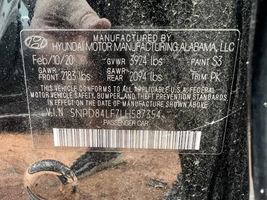 HYUNDAI MOTOR MANUFACTURING ALABAMA, LLC
Feb/10/20 GVWR 3924 lbs PAINT S3
GAWR GAWR
FRONT 2183 lbs REAR 2094 lbs TRIM PK
THIS VEHICLE CONFORMS TO ALL APPLICABLE U.S. FEDERAL
MOTOR VEHICLE SAFETY, BUMPER, AND THEFT PREVENTION STANDARDS
IN EFFECT ON THE DATE OF MANUFACTURE SHOWN ABOVE.
V.I.N 5NPD84LF7LH587354
PASSENGER CAR